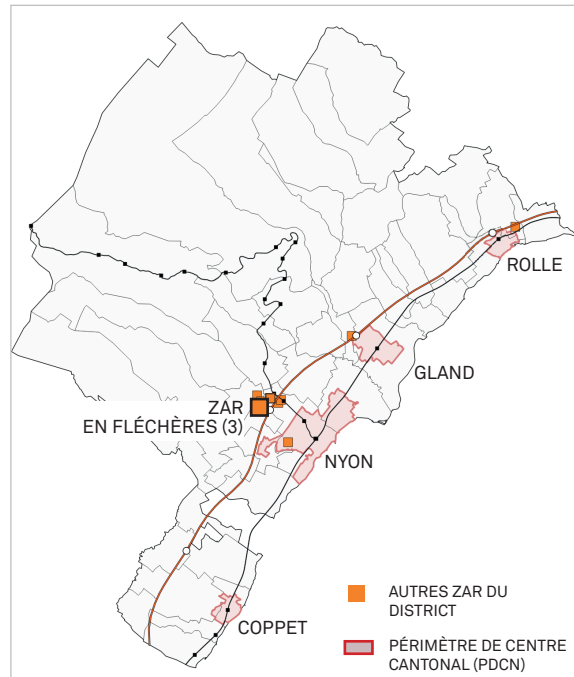 ROLLE
GLAND
ZAR
EN FLÉCHÈRES (3)
NYON
COPPET
AUTRES ZAR DU
DISTRICT
PÉRIMÈTRE DE CENTRE
CANTONAL (PDCN)